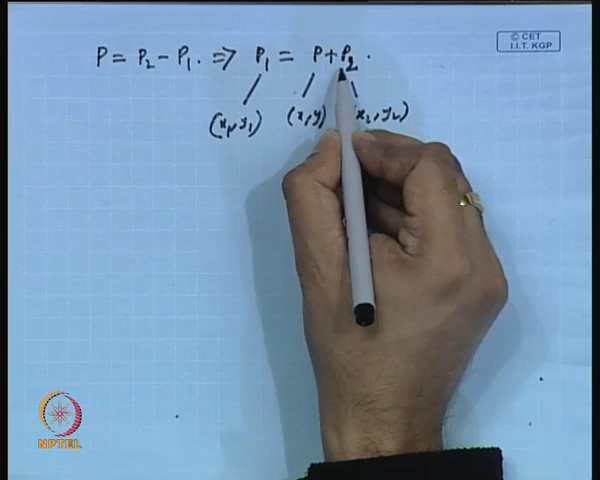 P = P₂ - P₁. ⇒ P₁ = P + P₂.
(x₁, y₁) (x, y) (x₂, y₂)
© CET
I.I.T. KGP
NPTEL